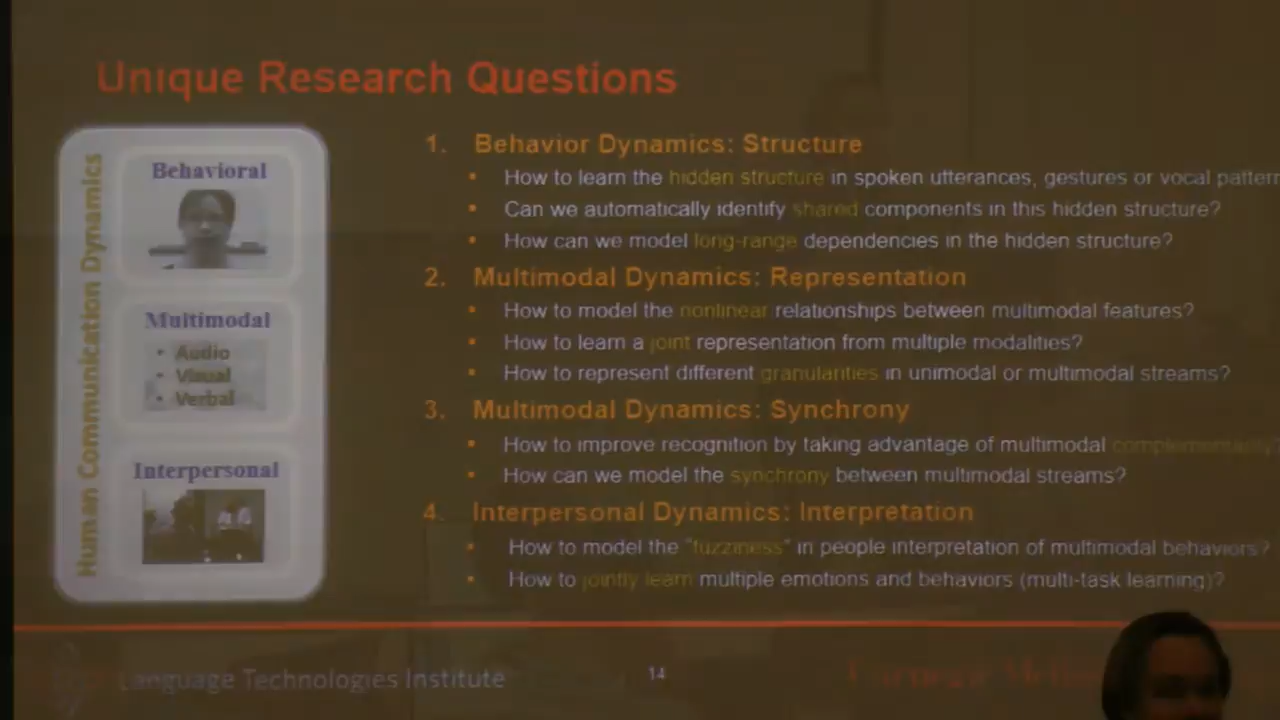 Unique Research Questions
Human Communication Dynamics
Behavioral
Multimodal
• Audio
• Visual
• Verbal
Interpersonal
1. Behavior Dynamics: Structure
▪ How to learn the hidden structure in spoken utterances, gestures or vocal pattern
▪ Can we automatically identify shared components in this hidden structure?
▪ How can we model long-range dependencies in the hidden structure?
2. Multimodal Dynamics: Representation
▪ How to model the nonlinear relationships between multimodal features?
▪ How to learn a joint representation from multiple modalities?
▪ How to represent different granularities in unimodal or multimodal streams?
3. Multimodal Dynamics: Synchrony
▪ How to improve recognition by taking advantage of multimodal complementarity?
▪ How can we model the synchrony between multimodal streams?
4. Interpersonal Dynamics: Interpretation
▪ How to model the "fuzziness" in people interpretation of multimodal behaviors?
▪ How to jointly learn multiple emotions and behaviors (multi-task learning)?
Language Technologies Institute
14
Carnegie